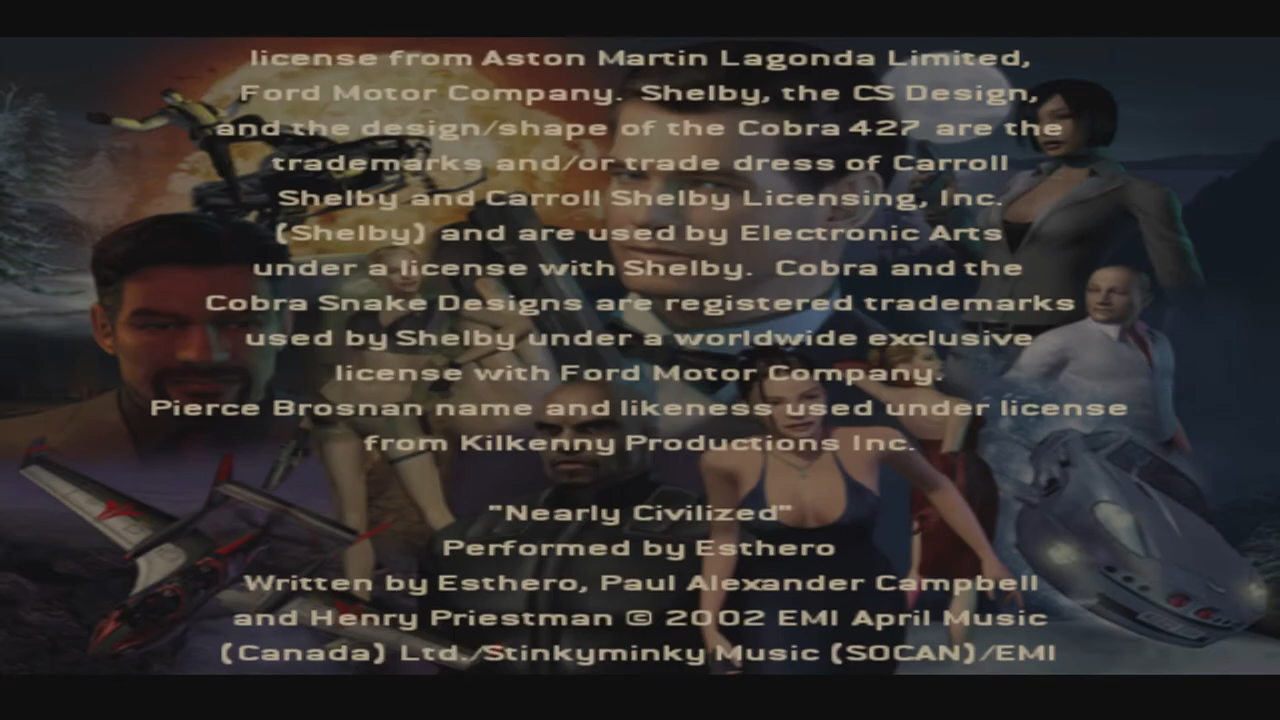 license from Aston Martin Lagonda Limited,
Ford Motor Company. Shelby, the CS Design,
and the design/shape of the Cobra 427 are the
trademarks and/or trade dress of Carroll
Shelby and Carroll Shelby Licensing, Inc.
(Shelby) and are used by Electronic Arts
under a license with Shelby. Cobra and the
Cobra Snake Designs are registered trademarks
used by Shelby under a worldwide exclusive
license with Ford Motor Company.
Pierce Brosnan name and likeness used under license
from Kilkenny Productions Inc.
"Nearly Civilized"
Performed by Esthero
Written by Esthero, Paul Alexander Campbell
and Henry Priestman © 2002 EMI April Music
(Canada) Ltd./Stinkyminky Music (SOCAN)/EMI